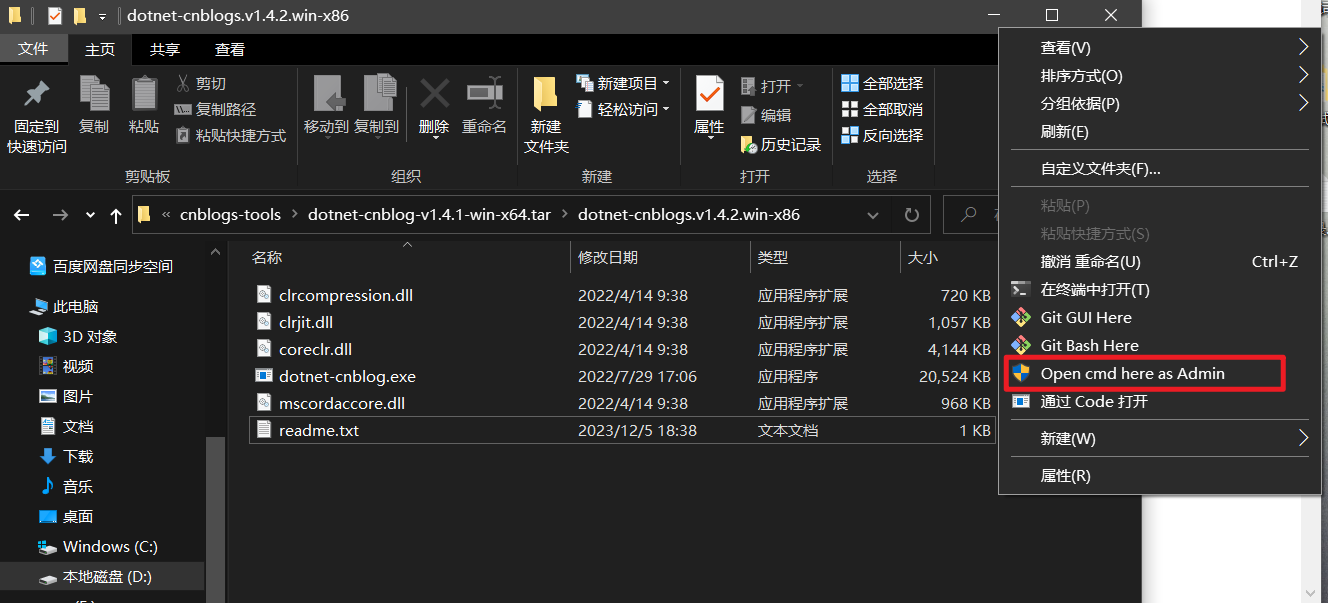 dotnet-cnblogs.v1.4.2.win-x86
文件 主页 共享 查看
固定到快速访问
复制
粘贴
剪切
复制路径
粘贴快捷方式
剪贴板
移动到 复制到 删除 重命名
组织
新建文件夹
新建项目
轻松访问
新建
属性
打开
编辑
历史记录
打开
全部选择
全部取消
反向选择
选择
« cnblogs-tools > dotnet-cnblog-v1.4.1-win-x64.tar > dotnet-cnblogs.v1.4.2.win-x86
百度网盘同步空间
此电脑
3D 对象
视频
图片
文档
下载
音乐
桌面
Windows (C:)
本地磁盘 (D:)
名称 修改日期 类型 大小
clrcompression.dll 2022/4/14 9:38 应用程序扩展 720 KB
clrjit.dll 2022/4/14 9:38 应用程序扩展 1,057 KB
coreclr.dll 2022/4/14 9:38 应用程序扩展 4,144 KB
dotnet-cnblog.exe 2022/7/29 17:06 应用程序 20,524 KB
mscordaccore.dll 2022/4/14 9:38 应用程序扩展 968 KB
readme.txt 2023/12/5 18:38 文本文档 1 KB
查看(V)
排序方式(O)
分组依据(P)
刷新(E)
自定义文件夹(F)...
粘贴(P)
粘贴快捷方式(S)
撤消 重命名(U) Ctrl+Z
在终端中打开(T)
Git GUI Here
Git Bash Here
Open cmd here as Admin
通过 Code 打开
新建(W)
属性(R)